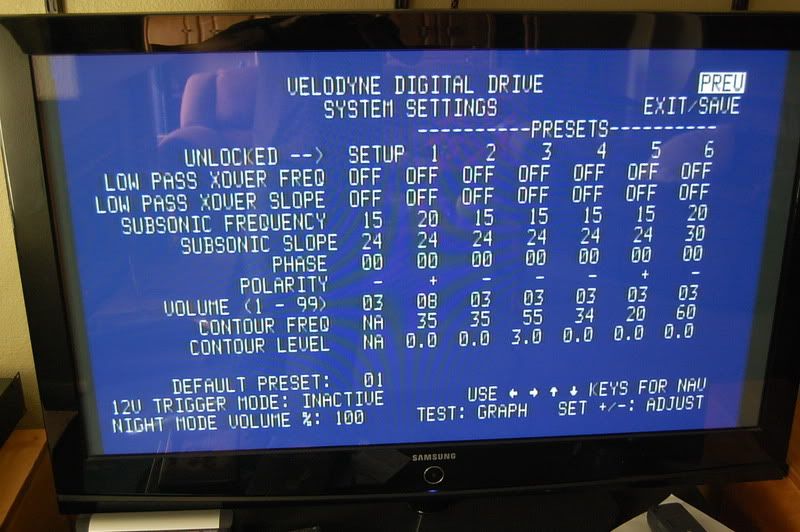 VELODYNE DIGITAL DRIVE PREV
SYSTEM SETTINGS EXIT/SAVE
-----------PRESETS----------
UNLOCKED --> SETUP 1 2 3 4 5 6
LOW PASS XOVER FREQ OFF OFF OFF OFF OFF OFF OFF
LOW PASS XOVER SLOPE OFF OFF OFF OFF OFF OFF OFF
SUBSONIC FREQUENCY 15 20 15 15 15 15 20
SUBSONIC SLOPE 24 24 24 24 24 24 30
PHASE 00 00 00 00 00 00 00
POLARITY - + - - - + -
VOLUME (1 - 99) 03 08 03 03 03 03 03
CONTOUR FREQ NA 35 35 55 34 20 60
CONTOUR LEVEL NA 0.0 0.0 3.0 0.0 0.0 0.0
DEFAULT PRESET: 01
12V TRIGGER MODE: INACTIVE
NIGHT MODE VOLUME %: 100
USE ← → ↑ ↓ KEYS FOR NAV
TEST: GRAPH SET +/-: ADJUST
SAMSUNG